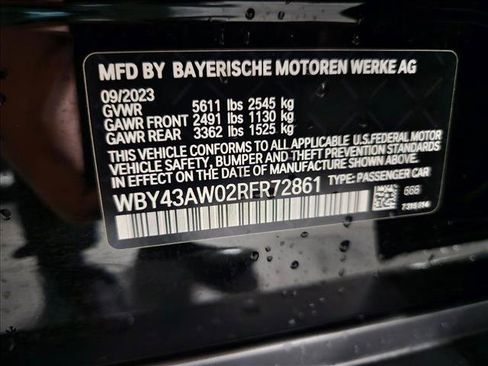 MFD BY BAYERISCHE MOTOREN WERKE AG
09/2023
GVWR 5611 lbs 2545 kg
GAWR FRONT 2491 lbs 1130 kg
GAWR REAR 3362 lbs 1525 kg
THIS VEHICLE CONFORMS TO ALL APPLICABLE U.S.FEDERAL MOTOR
VEHICLE SAFETY, BUMPER AND THEFT PREVENTION STANDARDS
IN EFFECT ON THE DATE OF MANUFACTURE SHOWN ABOVE.
WBY43AW02RFR72861 TYPE: PASSENGER CAR
668
7318014